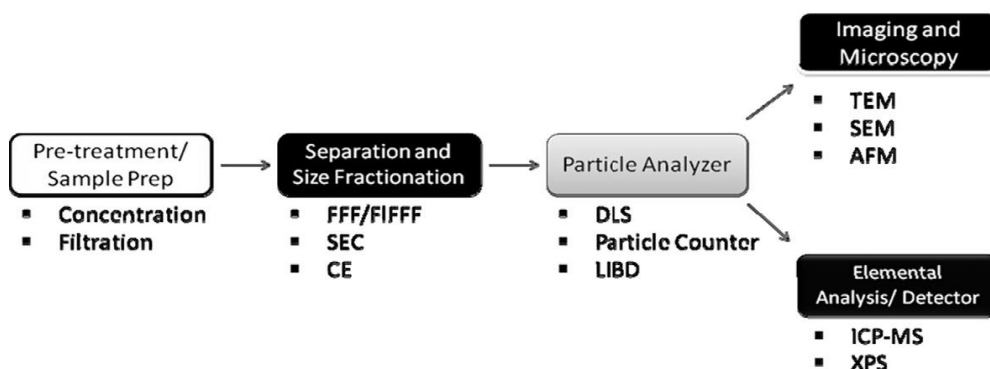 Pre-treatment/
Sample Prep
▪ Concentration
▪ Filtration
Separation and
Size Fractionation
▪ FFF/FlFFF
▪ SEC
▪ CE
Particle Analyzer
▪ DLS
▪ Particle Counter
▪ LIBD
Imaging and
Microscopy
▪ TEM
▪ SEM
▪ AFM
Elemental
Analysis/ Detector
▪ ICP-MS
▪ XPS